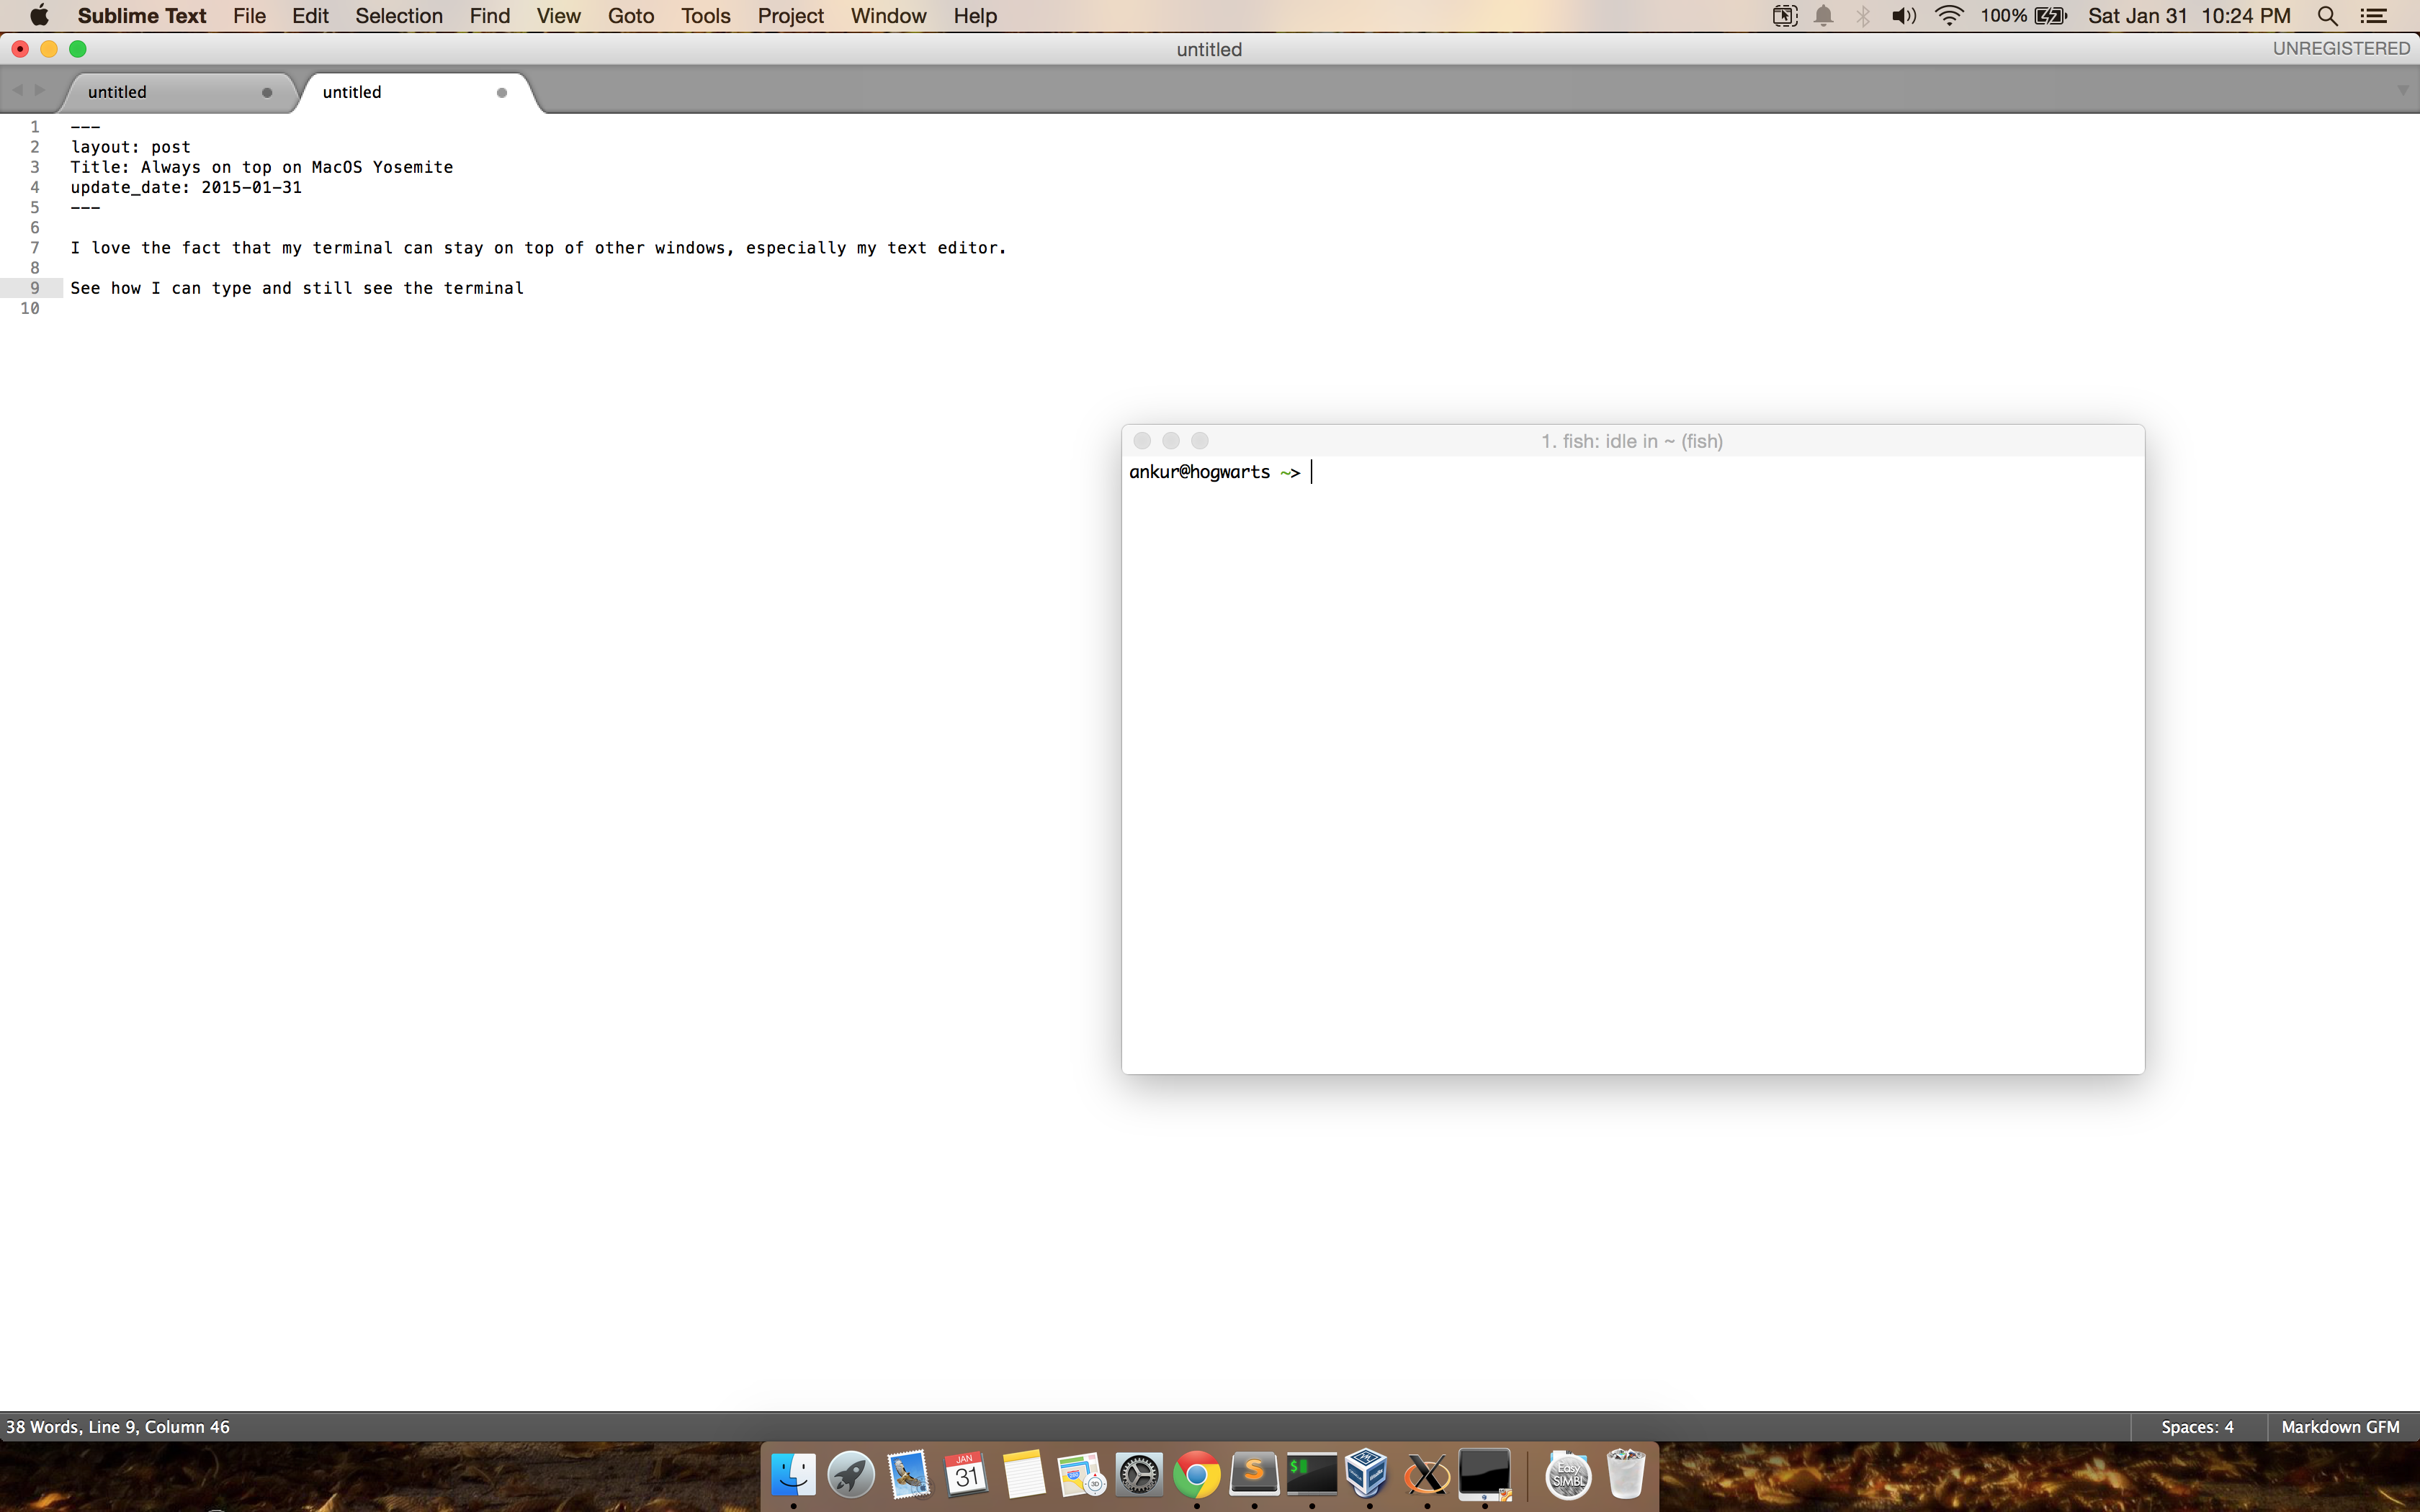 Sublime Text File Edit Selection Find View Goto Tools Project Window Help 100% Sat Jan 31 10:24 PM
untitled UNREGISTERED
untitled untitled
1 ---
2 layout: post
3 Title: Always on top on MacOS Yosemite
4 update_date: 2015-01-31
5 ---
6
7 I love the fact that my terminal can stay on top of other windows, especially my text editor.
8
9 See how I can type and still see the terminal
10
1. fish: idle in ~ (fish)
ankur@hogwarts ~>
38 Words, Line 9, Column 46 Spaces: 4 Markdown GFM
JAN
31
3D
S
$
Easy
SIMBL